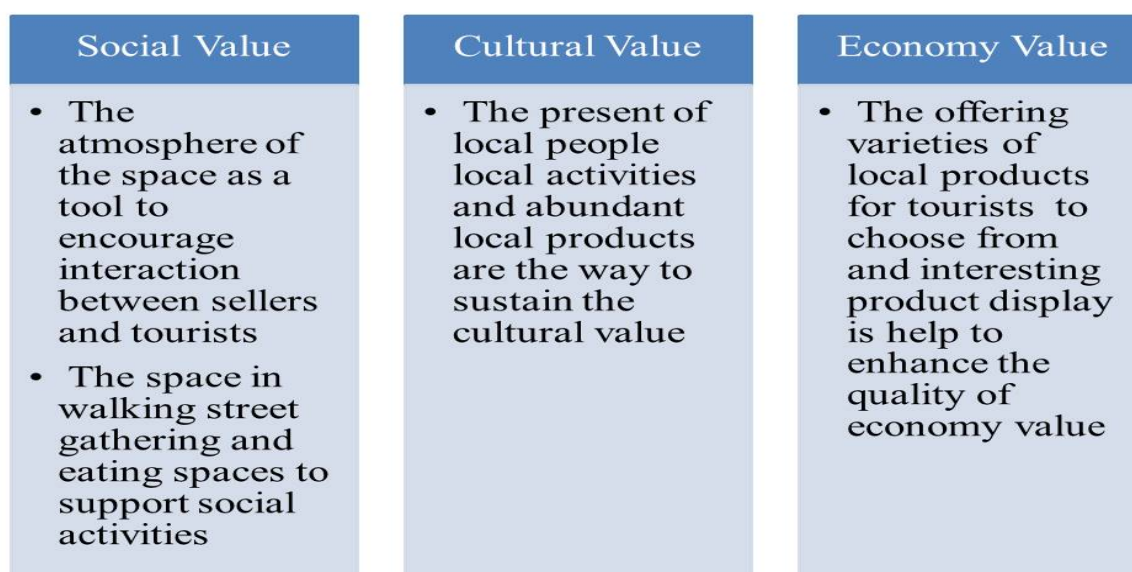 Social Value
• The
atmosphere of
the space as a
tool to
encourage
interaction
between sellers
and tourists
• The space in
walking street
gathering and
eating spaces to
support social
activities
Cultural Value
• The present of
local people
local activities
and abundant
local products
are the way to
sustain the
cultural value
Economy Value
• The offering
varieties of
local products
for tourists to
choose from
and interesting
product display
is help to
enhance the
quality of
economy value